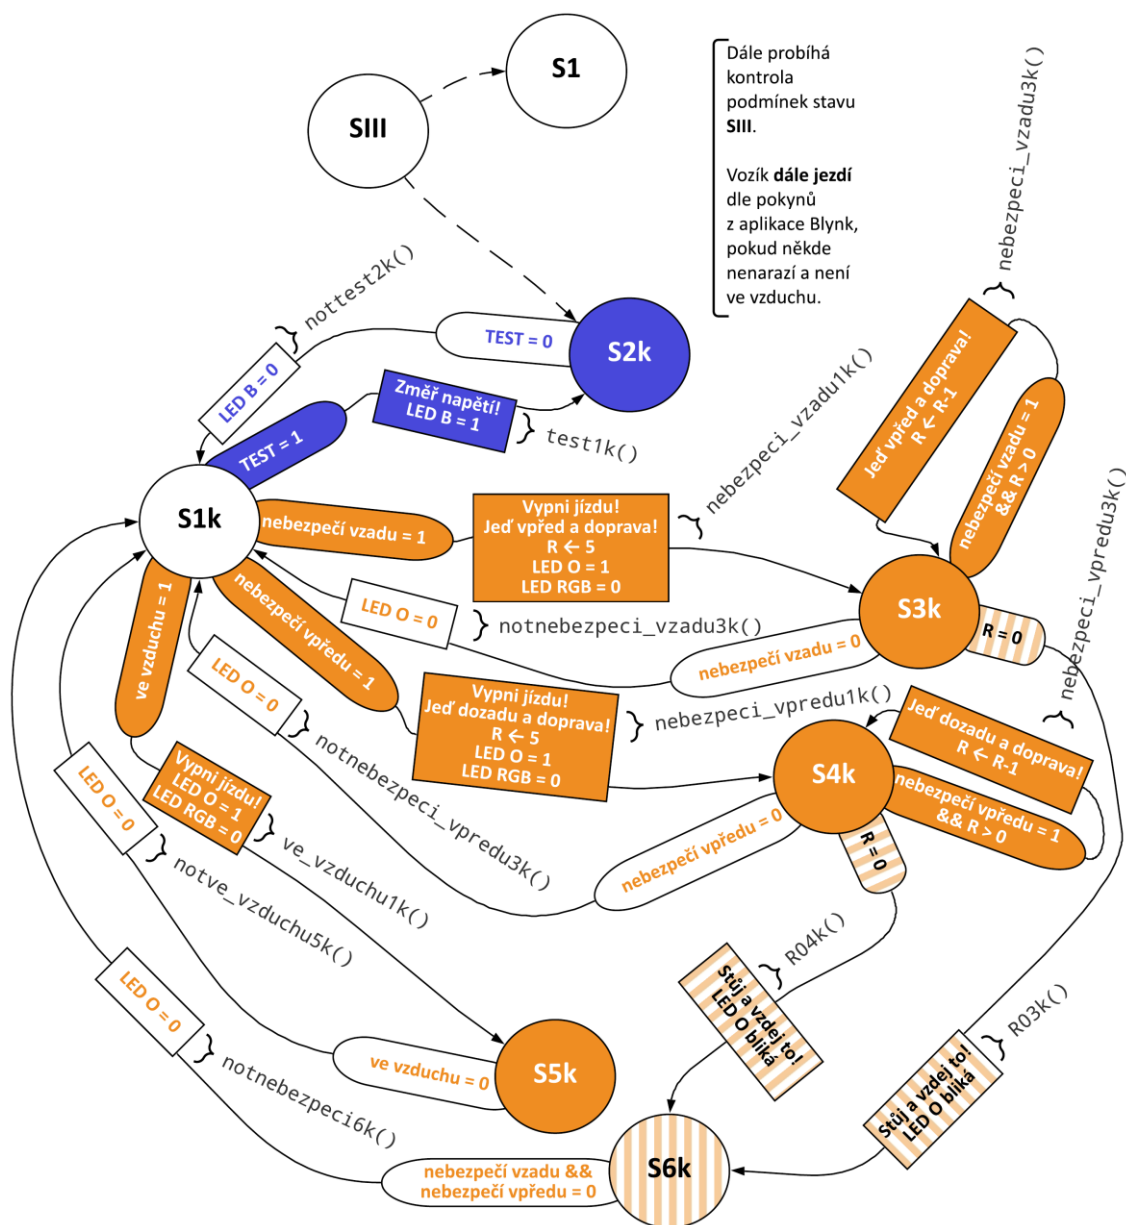 S1
SIII
Dále probíhá
kontrola
podmínek stavu
SIII.
Vozík dále jezdí
dle pokynů
z aplikace Blynk,
pokud někde
nenarazí a není
ve vzduchu.
nebezpeci_vzadu3k()
nottest2k()
TEST = 0
S2k
LED B = 0
Změř napětí!
LED B = 1
test1k()
TEST = 1
Jeď vpřed a doprava!
R ← R-1
nebezpečí vzadu = 1
&& R > 0
nebezpeci_vzadu1k()
S1k
nebezpečí vzadu = 1
Vypni jízdu!
Jeď vpřed a doprava!
R ← 5
LED O = 1
LED RGB = 0
nebezpeci_vpredu3k()
S3k
R = 0
LED O = 0
notnebezpeci_vzadu3k()
nebezpečí vzadu = 0
ve vzduchu = 1
nebezpečí vpředu = 1
LED O = 0
notnebezpeci_vpredu3k()
Vypni jízdu!
Jeď dozadu a doprava!
R ← 5
LED O = 1
LED RGB = 0
nebezpeci_vpredu1k()
Jeď dozadu a doprava!
R ← R-1
S4k
nebezpečí vpředu = 1
&& R > 0
R = 0
nebezpečí vpředu = 0
LED O = 0
notve_vzduchu5k()
Vypni jízdu!
LED O = 1
LED RGB = 0
ve_vzduchu1k()
LED O = 0
notnebezpeci6k()
R04k()
Stůj a vzdej to!
LED O bliká
R03k()
Stůj a vzdej to!
LED O bliká
ve vzduchu = 0
S5k
nebezpečí vzadu &&
nebezpečí vpředu = 0
S6k